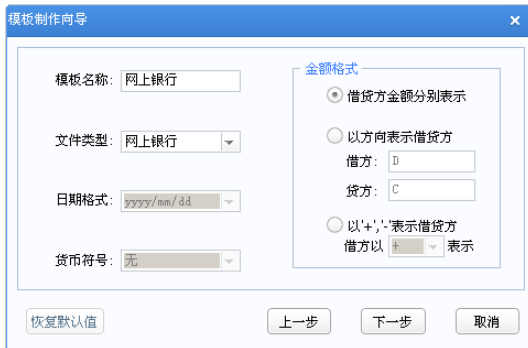 模板制作向导
模板名称: 网上银行
文件类型: 网上银行
日期格式: yyyy/mm/dd
货币符号: 无
金额格式
借贷方金额分别表示
以方向表示借贷方
借方: D
贷方: C
以'+','-'表示借贷方
借方以 + 表示
恢复默认值
上一步
下一步
取消